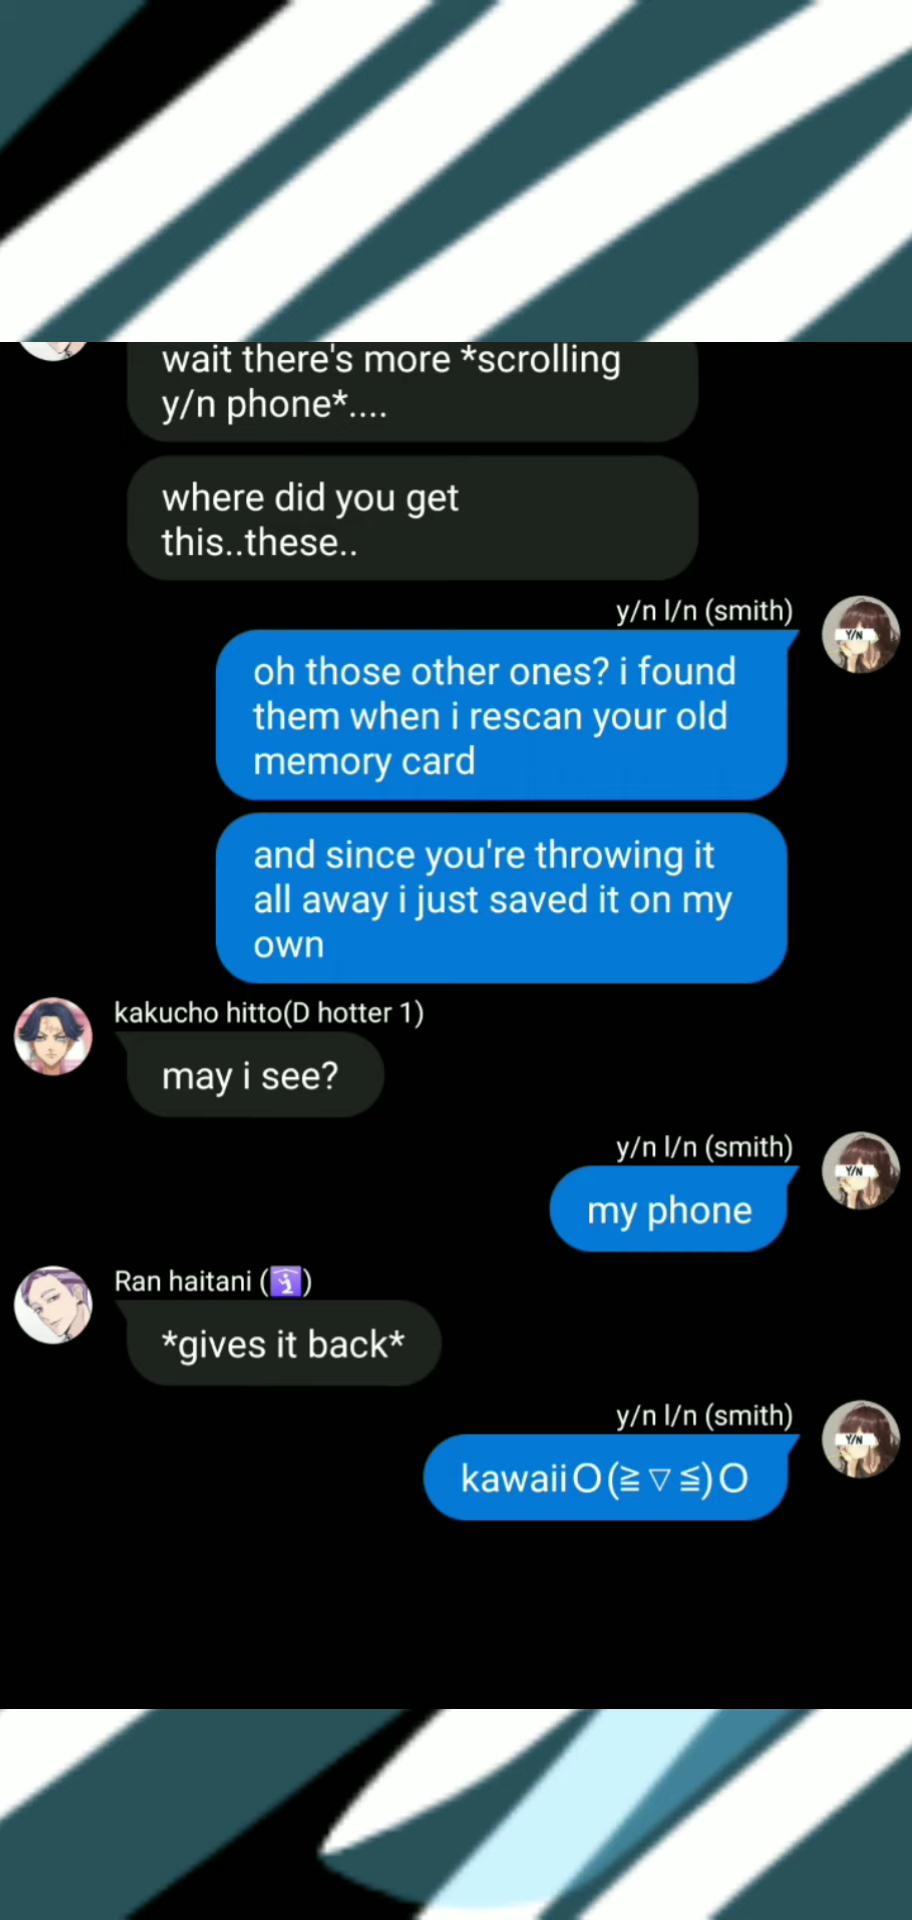 wait there's more *scrolling
y/n phone*....
where did you get
this..these..
y/n l/n (smith)
Y/N
oh those other ones? i found
them when i rescan your old
memory card
and since you're throwing it
all away i just saved it on my
own
kakucho hitto(D hotter 1)
may i see?
y/n l/n (smith)
Y/N
my phone
Ran haitani (🛐)
*gives it back*
y/n l/n (smith)
Y/N
kawaiiO(≧▽≦)O